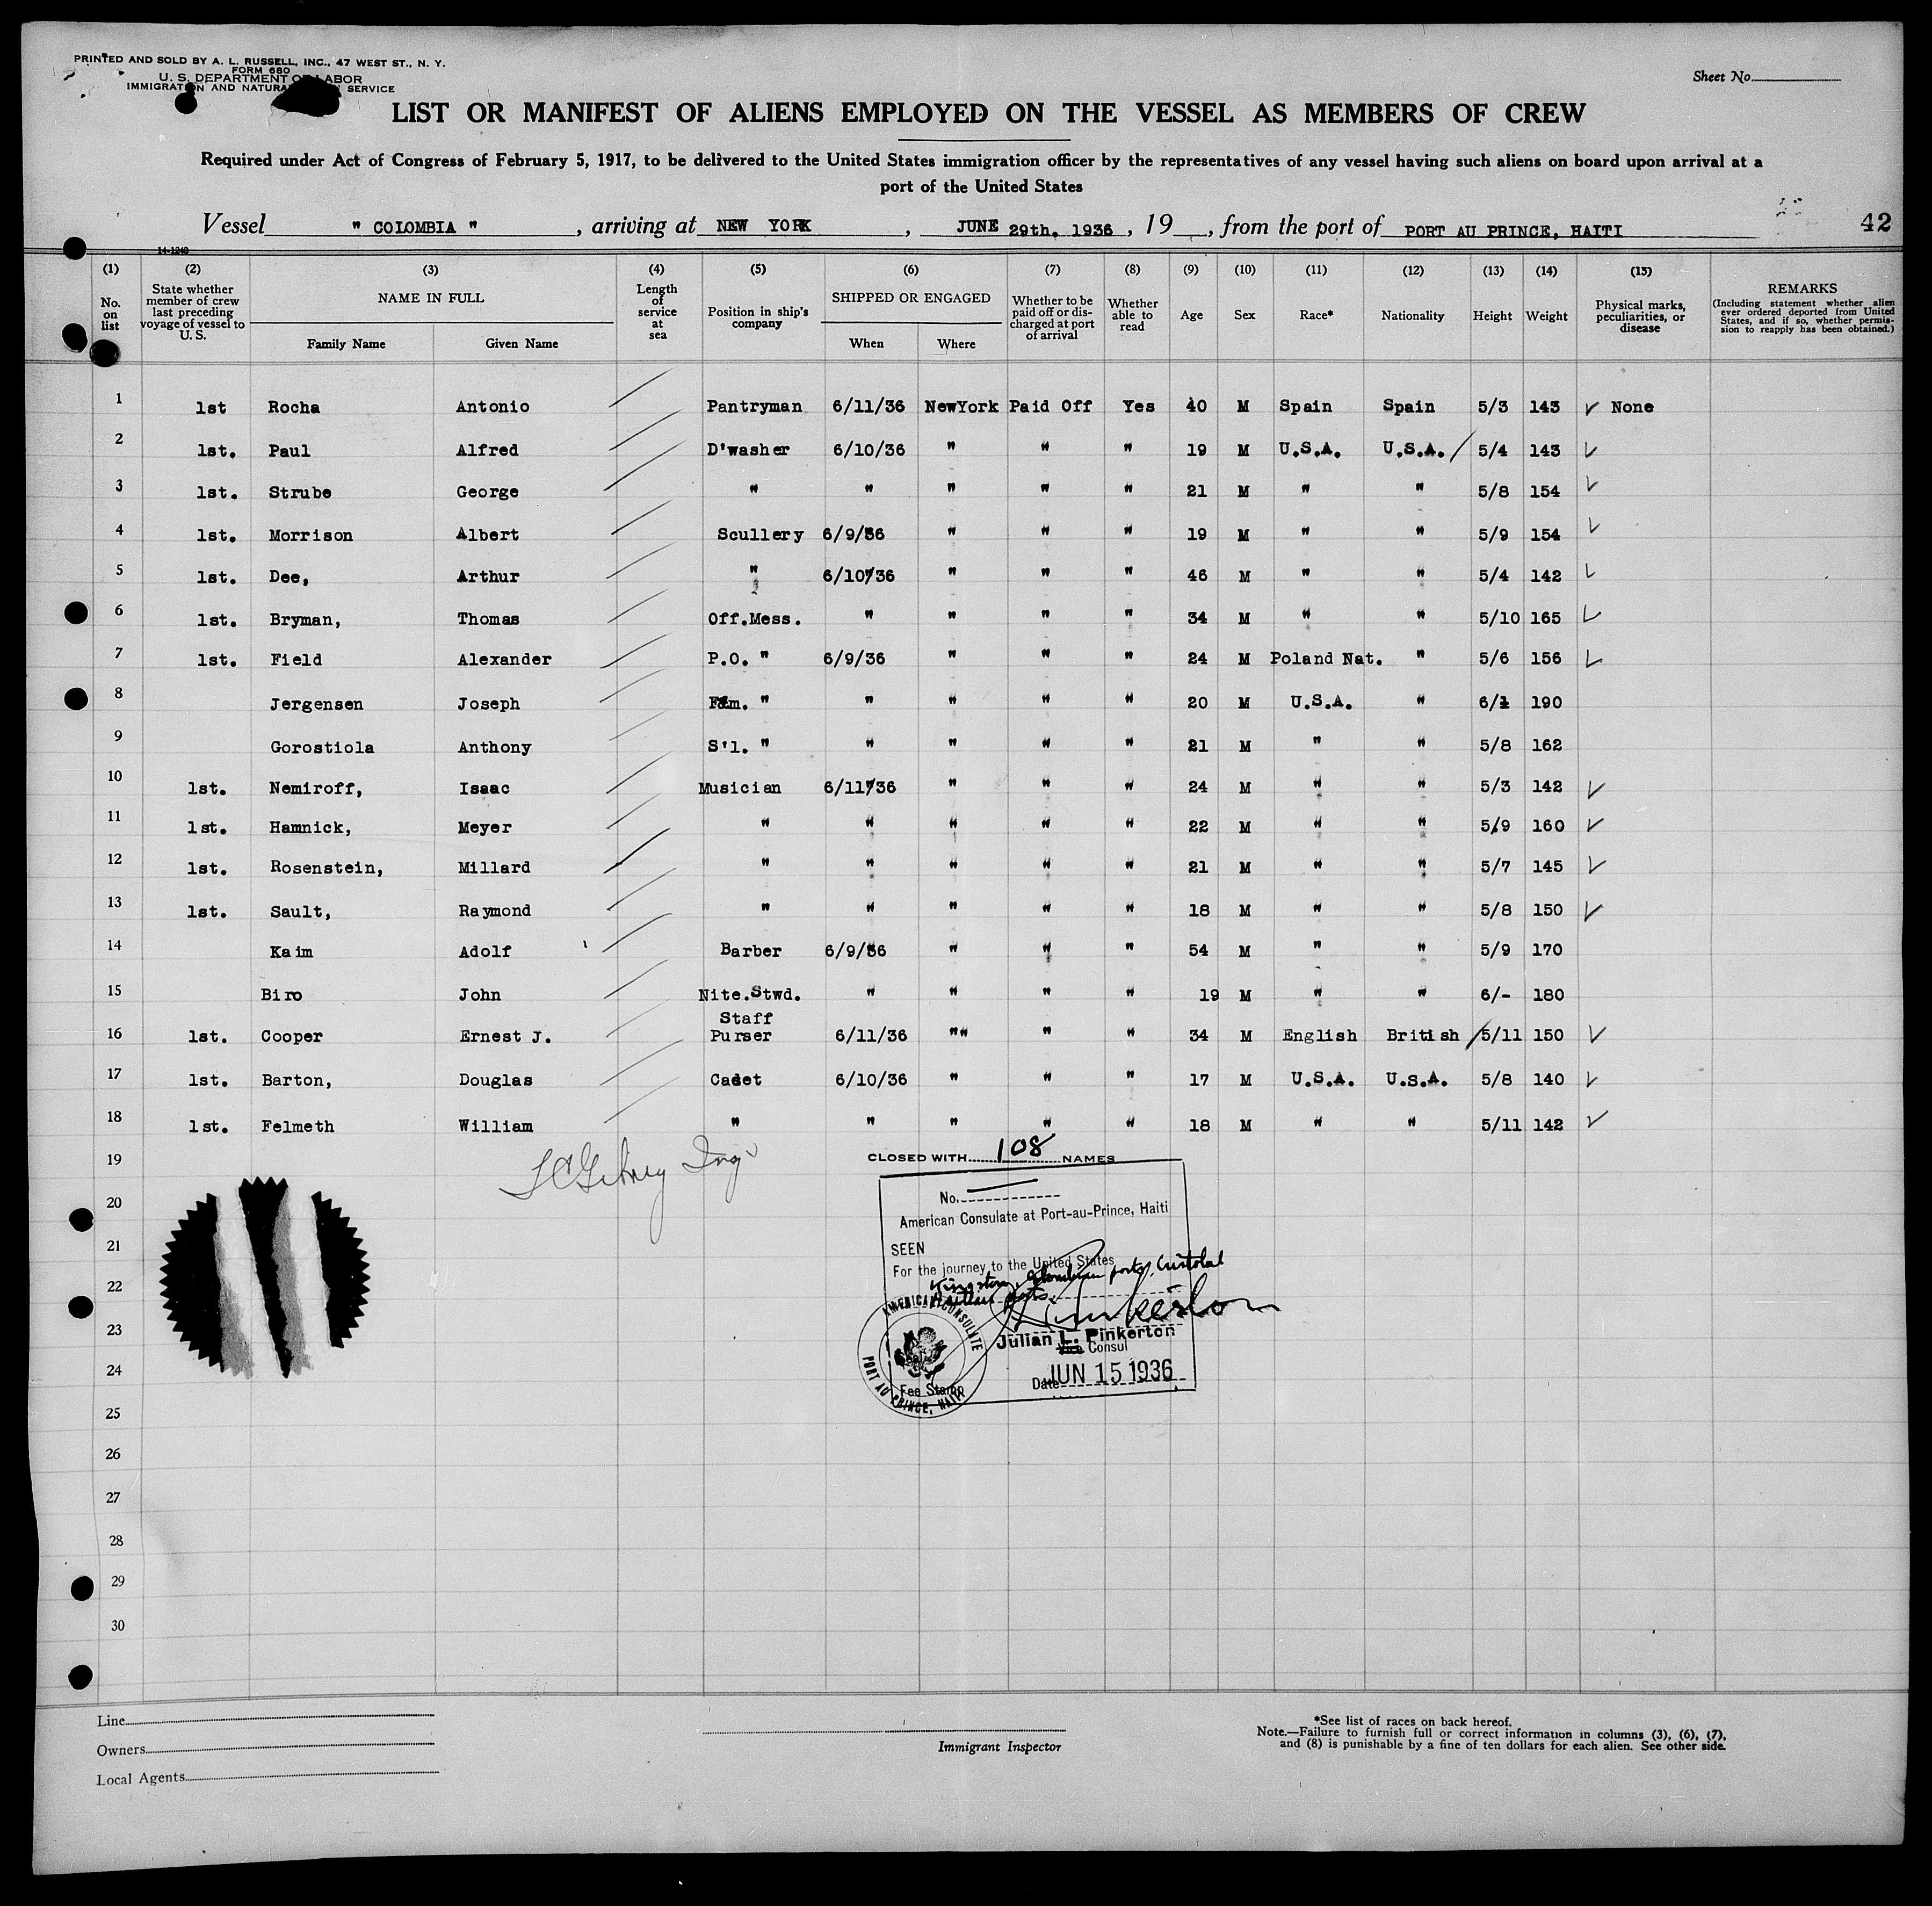 PRINTED AND SOLD BY A. L. RUSSELL, INC., 47 WEST ST., N. Y.
FORM 680
U. S. DEPARTMENT OF LABOR
IMMIGRATION AND NATURA SERVICE
Sheet No.
LIST OR MANIFEST OF ALIENS EMPLOYED ON THE VESSEL AS MEMBERS OF CREW
Required under Act of Congress of February 5, 1917, to be delivered to the United States immigration officer by the representatives of any vessel having such aliens on board upon arrival at a
port of the United States
Vessel " COLOMBIA ", arriving at NEW YORK, JUNE 29th, 1936, 19 , from the port of PORT AU PRINCE, HAITI 42
14-1240
(1) (2) (3) (4) (5) (6) (7) (8) (9) (10) (11) (12) (13) (14) (15)
No. on list
State whether member of crew last preceding voyage of vessel to U. S.
NAME IN FULL
Family Name Given Name
Length of service at sea
Position in ship's company
SHIPPED OR ENGAGED
When Where
Whether to be paid off or discharged at port of arrival
Whether able to read
Age
Sex
Race*
Nationality
Height
Weight
Physical marks, peculiarities, or disease
REMARKS
(Including statement whether alien ever ordered deported from United States, and if so, whether permission to reapply has been obtained.)
1 1st Rocha Antonio Pantryman 6/11/36 NewYork Paid Off Yes 40 M Spain Spain 5/3 143 ✓ None
2 1st. Paul Alfred D'washer 6/10/36 " " " 19 M U.S.A. U.S.A. / 5/4 143 ✓
3 1st. Strube George " " " " " 21 M " " 5/8 154 ✓
4 1st. Morrison Albert Scullery 6/9/36 " " " 19 M " " 5/9 154 ✓
5 1st. Dee, Arthur " 6/10/36 " " " 46 M " " 5/4 142 ✓
6 1st. Bryman, Thomas Off.Mess. " " " " 34 M " " 5/10 165 ✓
7 1st. Field Alexander P.O. " 6/9/36 " " " 24 M Poland Nat. " 5/6 156 ✓
8 Jergensen Joseph Fam. " " " " " 20 M U.S.A. " 6/1 190
9 Gorostiola Anthony S'l. " " " " " 21 M " " 5/8 162
10 1st. Nemiroff, Isaac Musician 6/11/36 " " " 24 M " " 5/3 142 ✓
11 1st. Hamnick, Meyer " " " " " 22 M " " 5/9 160 ✓
12 1st. Rosenstein, Millard " " " " " 21 M " " 5/7 145 ✓
13 1st. Sault, Raymond " " " " " 18 M " " 5/8 150 ✓
14 Kaim Adolf Barber 6/9/36 " " " 54 M " " 5/9 170
15 Biro John Nite.Stwd. " " " " 19 M " " 6/- 180
Staff
16 1st. Cooper Ernest J. Purser 6/11/36 "" " " 34 M English British / 5/11 150 ✓
17 1st. Barton, Douglas Cadet 6/10/36 " " " 17 M U.S.A. U.S.A. 5/8 140 ✓
18 1st. Felmeth William " " " " " 18 M " " 5/11 142 ✓
19
CLOSED WITH 108 NAMES
20
No.
American Consulate at Port-au-Prince, Haiti
21
SEEN
For the journey to the United States
22
Kingston, Colombian ports, Cristobal
Haitian ports.
23
Pinkerton
Julian L. Pinkerton
Vice Consul
24
Date JUN 15 1936
AMERICAN CONSULATE
PORT AU PRINCE, HAITI
Fee Stamp
25
26
27
28
29
30
Line
Owners
Local Agents
Immigrant Inspector
*See list of races on back hereof.
Note.—Failure to furnish full or correct information in columns (3), (6), (7),
and (8) is punishable by a fine of ten dollars for each alien. See other side.